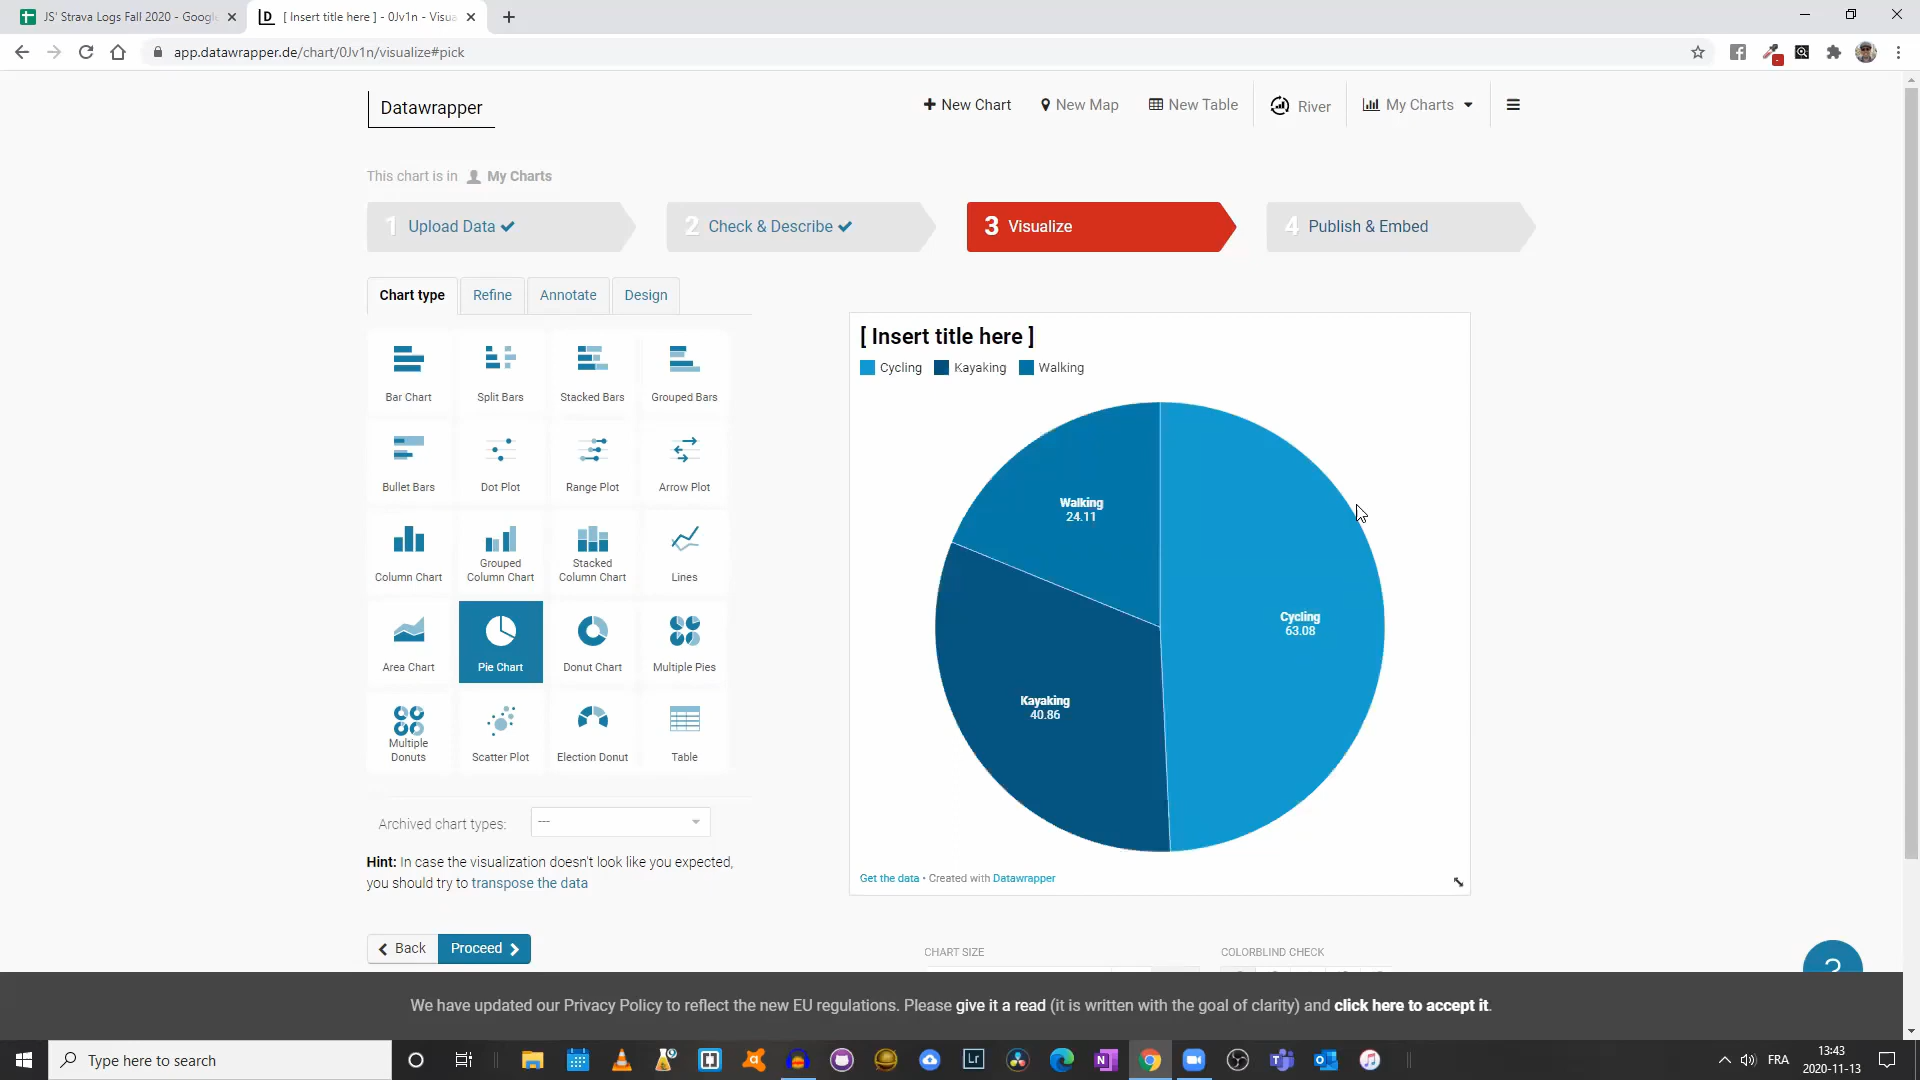 JS' Strava Logs Fall 2020 - Googl
[ Insert title here ] - 0Jv1n - Visua
app.datawrapper.de/chart/0Jv1n/visualize#pick
Datawrapper
New Chart
New Map
New Table
River
My Charts
This chart is in My Charts
1 Upload Data
2 Check & Describe
3 Visualize
4 Publish & Embed
Chart type
Refine
Annotate
Design
Bar Chart
Split Bars
Stacked Bars
Grouped Bars
Bullet Bars
Dot Plot
Range Plot
Arrow Plot
Column Chart
Grouped
Column Chart
Stacked
Column Chart
Lines
Area Chart
Pie Chart
Donut Chart
Multiple Pies
Multiple
Donuts
Scatter Plot
Election Donut
Table
Archived chart types:
---
Hint: In case the visualization doesn't look like you expected,
you should try to transpose the data
Back
Proceed
[ Insert title here ]
Cycling
Kayaking
Walking
Walking
24.11
Cycling
63.08
Kayaking
40.86
Get the data • Created with Datawrapper
CHART SIZE
COLORBLIND CHECK
?
We have updated our Privacy Policy to reflect the new EU regulations. Please give it a read (it is written with the goal of clarity) and click here to accept it.
Type here to search
Lr
FRA
13:43
2020-11-13